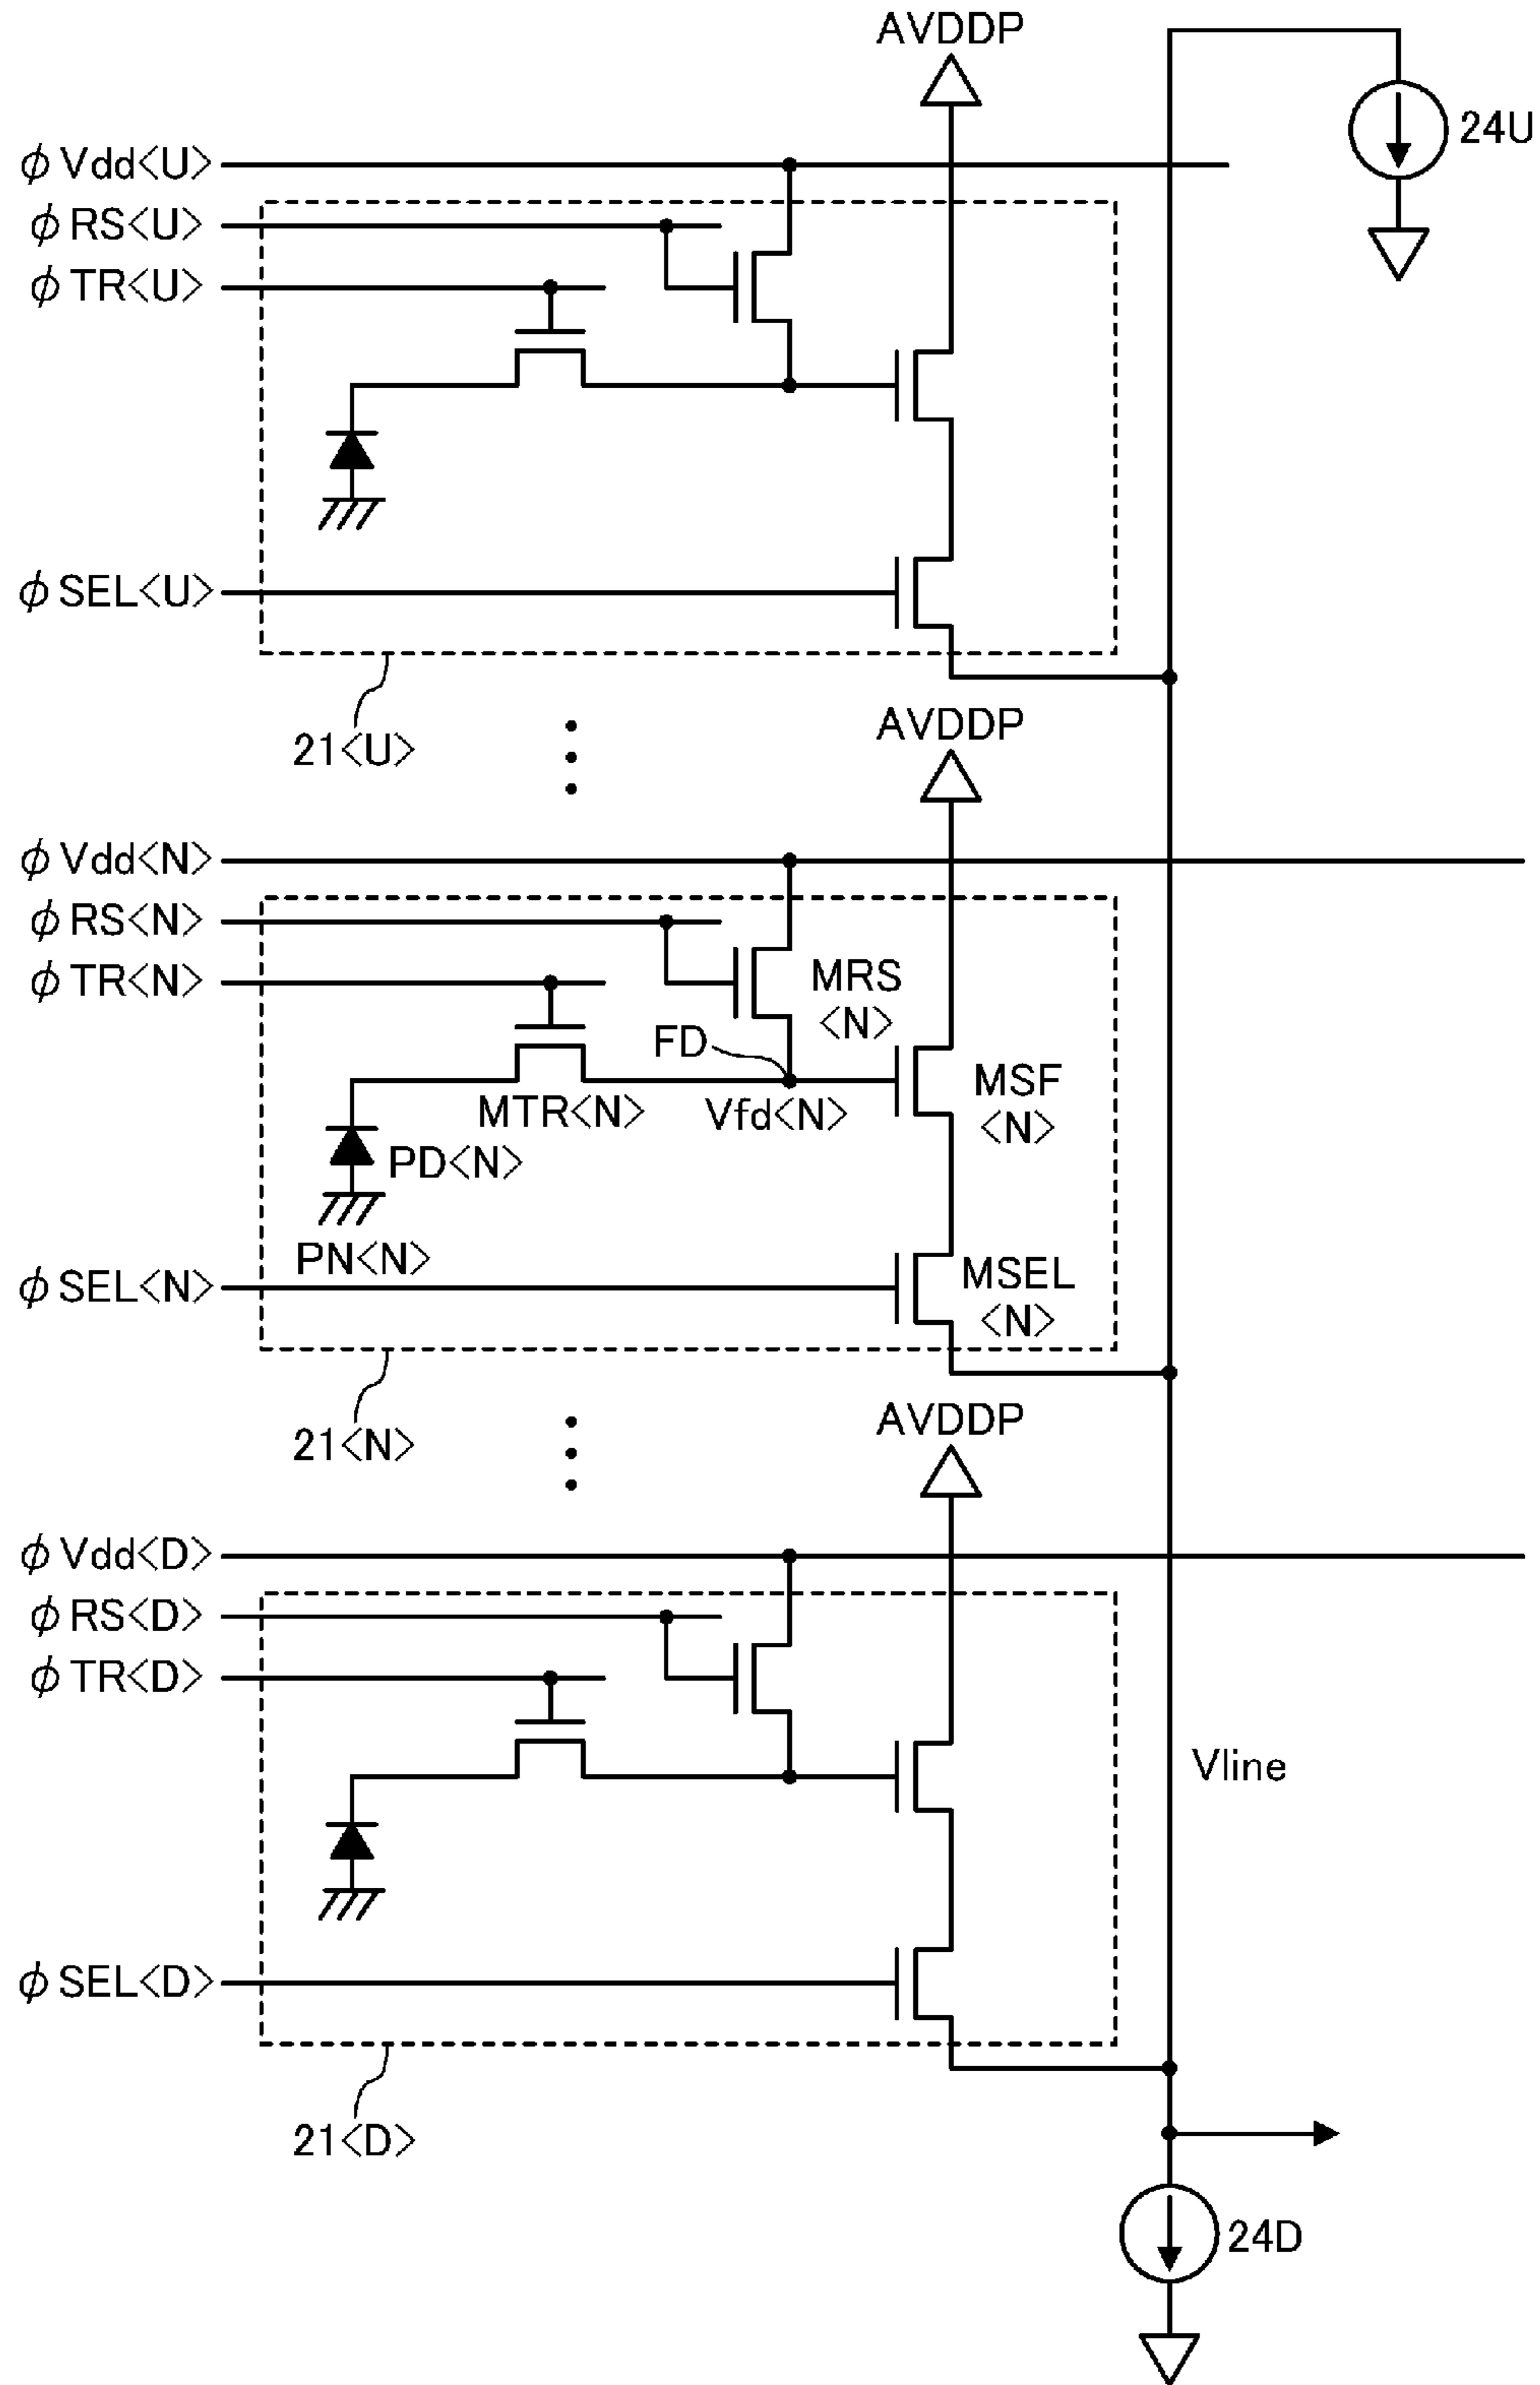 AVDDP
24U
ϕVdd<U>
ϕRS<U>
ϕTR<U>
ϕSEL<U>
21<U>
AVDDP
ϕVdd<N>
ϕRS<N>
ϕTR<N>
MRS
<N>
FD
MSF
<N>
MTR<N>
Vfd<N>
PD<N>
PN<N>
ϕSEL<N>
MSEL
<N>
21<N>
AVDDP
ϕVdd<D>
ϕRS<D>
ϕTR<D>
Vline
ϕSEL<D>
21<D>
24D